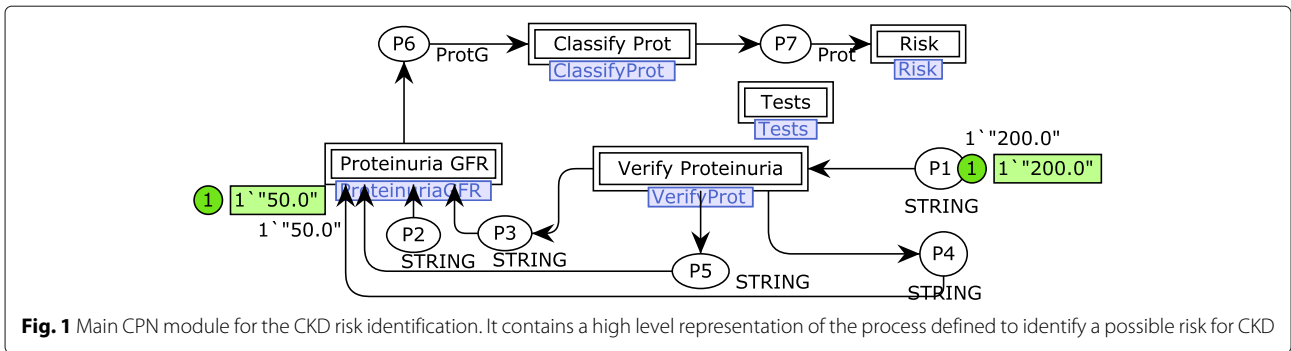 P6
ProtG
Classify Prot
ClassifyProt
P7
Prot
Risk
Risk
Tests
Tests
Proteinuria GFR
ProteinuriaGFR
Verify Proteinuria
VerifyProt
1`"200.0"
P1
1
1`"200.0"
STRING
1
1`"50.0"
1`"50.0"
P2
STRING
P3
STRING
P5
STRING
P4
STRING
Fig. 1 Main CPN module for the CKD risk identification. It contains a high level representation of the process defined to identify a possible risk for CKD